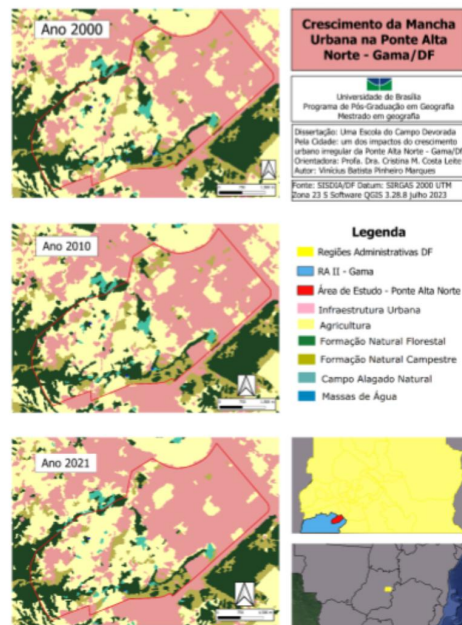 Ano 2000
Crescimento da Mancha
Urbana na Ponte Alta
Norte - Gama/DF
Universidade de Brasília
Programa de Pós-Graduação em Geografia
Mestrado em geografia
Dissertação: Uma Escola do Campo Devorada
Pela Cidade: um dos impactos do crescimento
urbano irregular da Ponte Alta Norte - Gama/DF
Orientadora: Profa. Dra. Cristina M. Costa Leite
Autor: Vinícius Batista Pinheiro Marques
Fonte: SISDIA/DF Datum: SIRGAS 2000 UTM
Zona 23 S Software QGIS 3.28.8 julho 2023
Ano 2010
Legenda
Regiões Administrativas DF
RA II - Gama
Área de Estudo - Ponte Alta Norte
Infraestrutura Urbana
Agricultura
Formação Natural Florestal
Formação Natural Campestre
Campo Alagado Natural
Massas de Água
Ano 2021